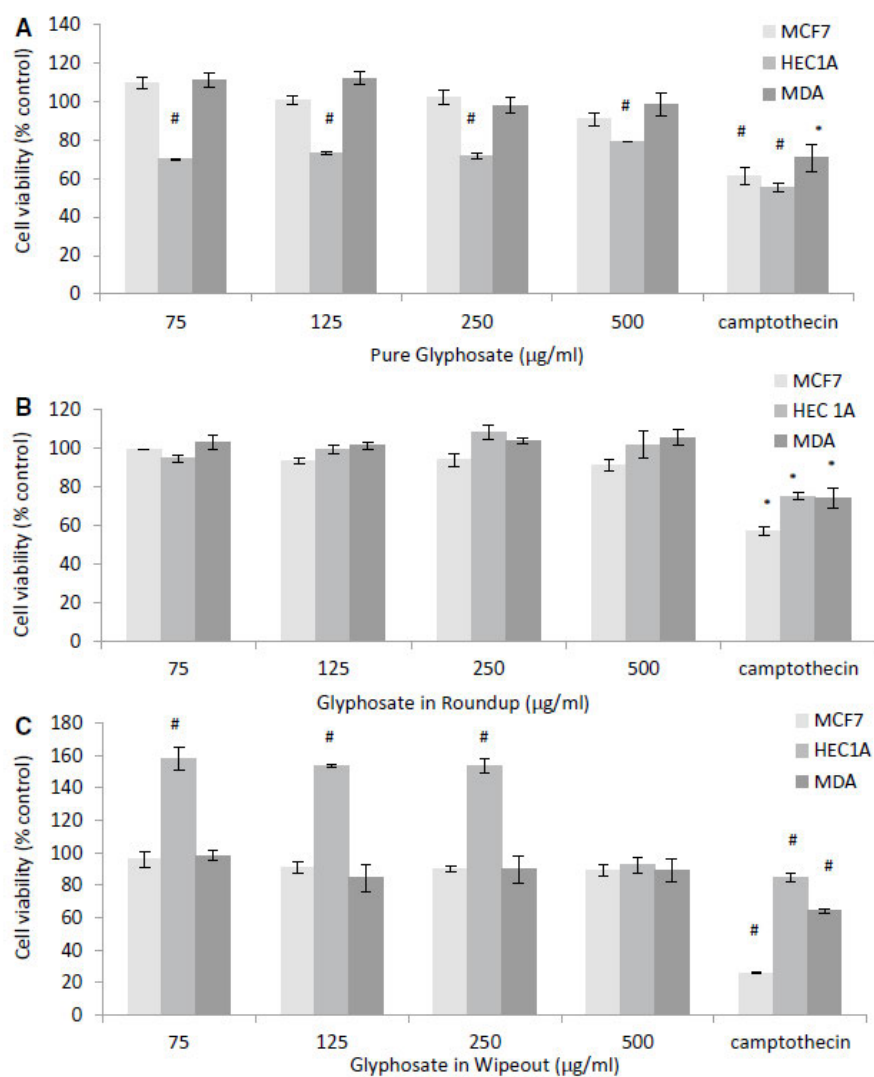 A
140
120
100
80
60
40
20
0
Cell viability (% control)
MCF7
HEC1A
MDA
# # # # # # *
75 125 250 500 camptothecin
Pure Glyphosate (µg/ml)
B
120
100
80
60
40
20
0
Cell viability (% control)
MCF7
HEC 1A
MDA
* * *
75 125 250 500 camptothecin
Glyphosate in Roundup (µg/ml)
C
180
160
140
120
100
80
60
40
20
0
Cell viability (% control)
MCF7
HEC1A
MDA
# # # # # #
75 125 250 500 camptothecin
Glyphosate in Wipeout (µg/ml)